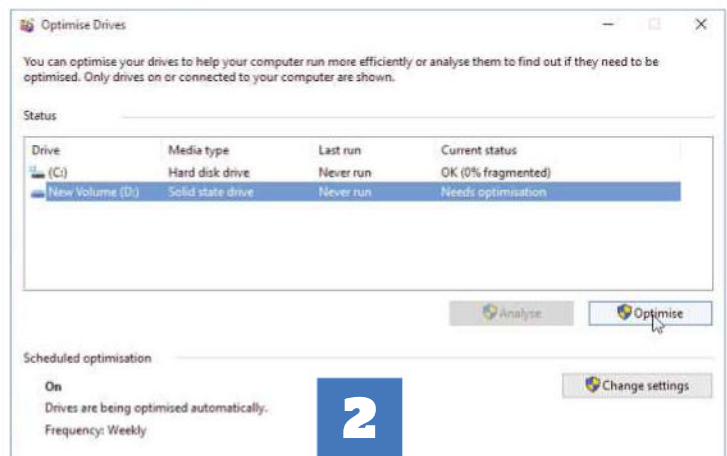 Optimise Drives
You can optimise your drives to help your computer run more efficiently or analyse them to find out if they need to be
optimised. Only drives on or connected to your computer are shown.
Status
Drive Media type Last run Current status
(C:) Hard disk drive Never run OK (0% fragmented)
New Volume (D:) Solid state drive Never run Needs optimisation
Analyse Optimise
Scheduled optimisation
On Change settings
Drives are being optimised automatically.
Frequency: Weekly
2